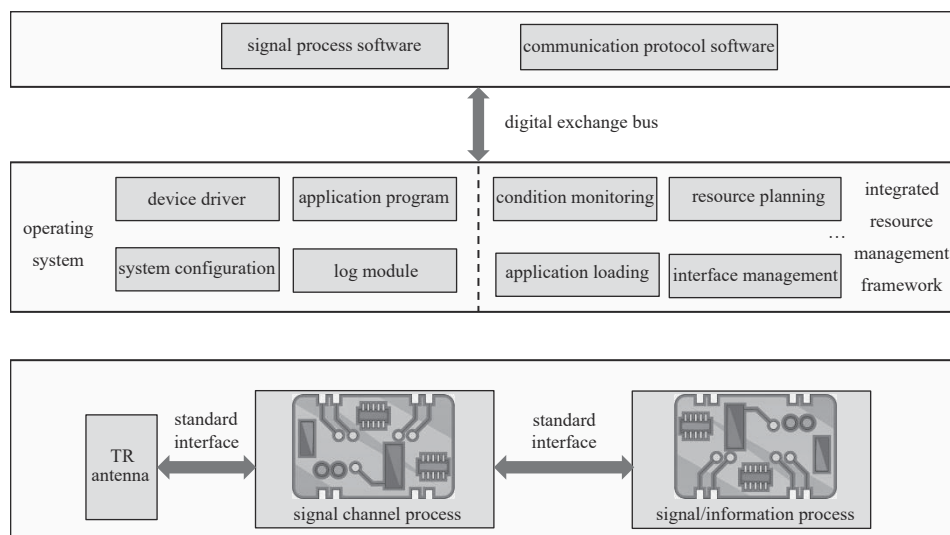 signal process software
communication protocol software
digital exchange bus
operating
system
device driver
application program
system configuration
log module
condition monitoring
resource planning
…
application loading
interface management
integrated
resource
management
framework
TR
antenna
standard
interface
signal channel process
standard
interface
signal/information process